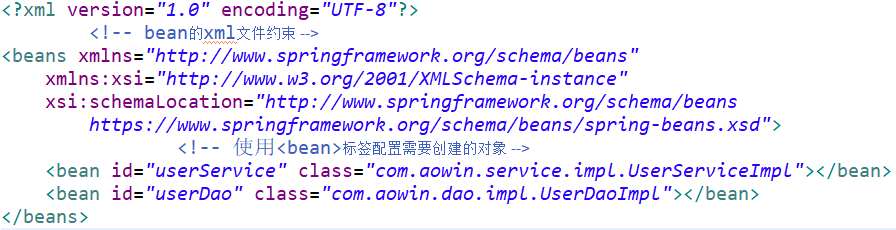 <?xml version="1.0" encoding="UTF-8"?>
<!-- bean的xml文件约束 -->
<beans xmlns="http://www.springframework.org/schema/beans"
xmlns:xsi="http://www.w3.org/2001/XMLSchema-instance"
xsi:schemaLocation="http://www.springframework.org/schema/beans
https://www.springframework.org/schema/beans/spring-beans.xsd">
<!-- 使用<bean>标签配置需要创建的对象 -->
<bean id="userService" class="com.aowin.service.impl.UserServiceImpl"></bean>
<bean id="userDao" class="com.aowin.dao.impl.UserDaoImpl"></bean>
</beans>